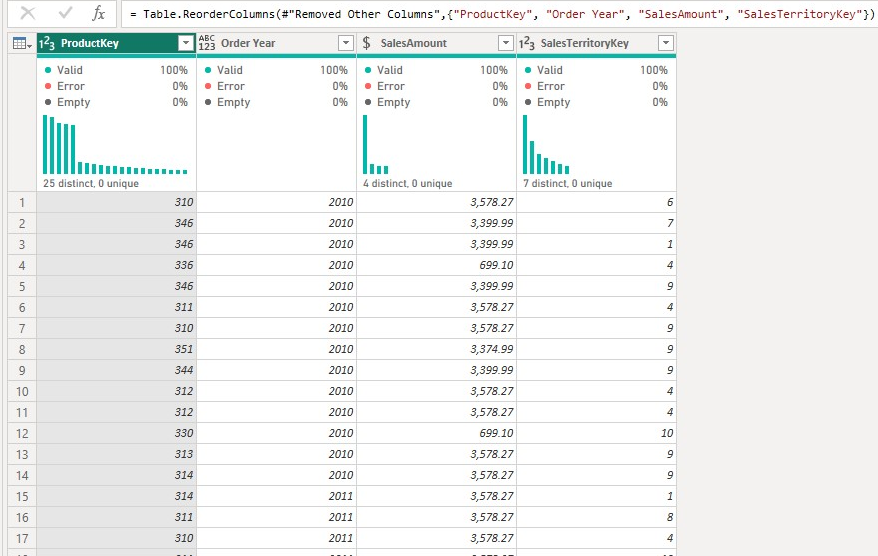 fx = Table.ReorderColumns(#"Removed Other Columns",{"ProductKey", "Order Year", "SalesAmount", "SalesTerritoryKey"})
123 ProductKey ABC 123 Order Year $ SalesAmount 123 SalesTerritoryKey
Valid 100% Valid 100% Valid 100% Valid 100%
Error 0% Error 0% Error 0% Error 0%
Empty 0% Empty 0% Empty 0% Empty 0%
25 distinct, 0 unique 4 distinct, 0 unique 7 distinct, 0 unique
1 310 2010 3,578.27 6
2 346 2010 3,399.99 7
3 346 2010 3,399.99 1
4 336 2010 699.10 4
5 346 2010 3,399.99 9
6 311 2010 3,578.27 4
7 310 2010 3,578.27 9
8 351 2010 3,374.99 9
9 344 2010 3,399.99 9
10 312 2010 3,578.27 4
11 312 2010 3,578.27 4
12 330 2010 699.10 10
13 313 2010 3,578.27 9
14 314 2010 3,578.27 9
15 314 2011 3,578.27 1
16 311 2011 3,578.27 8
17 310 2011 3,578.27 4